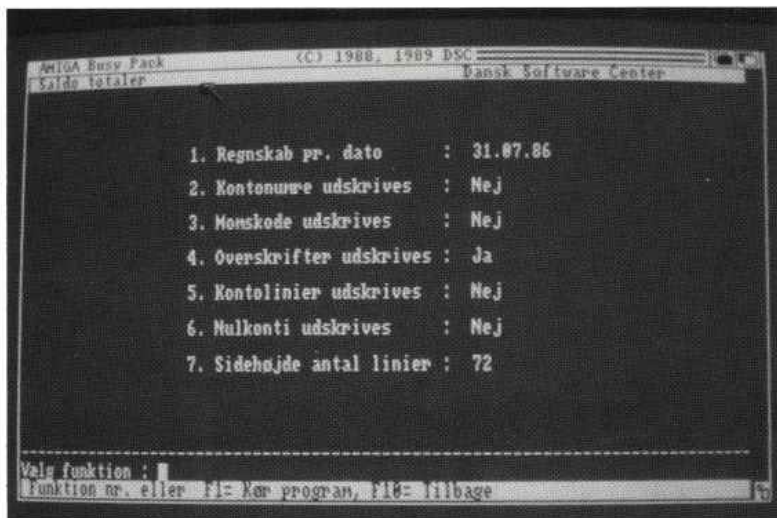 AMIGA Busy Pack (C) 1988, 1989 DSC
Saldo totaler Dansk Software Center
1. Regnskab pr. dato : 31.07.86
2. Kontonumre udskrives : Nej
3. Momskode udskrives : Nej
4. Overskrifter udskrives : Ja
5. Kontolinier udskrives : Nej
6. Nulkonti udskrives : Nej
7. Sidehøjde antal linier : 72
Vælg funktion :
Funktion nr. eller F1= Kør program, F10= Tilbage